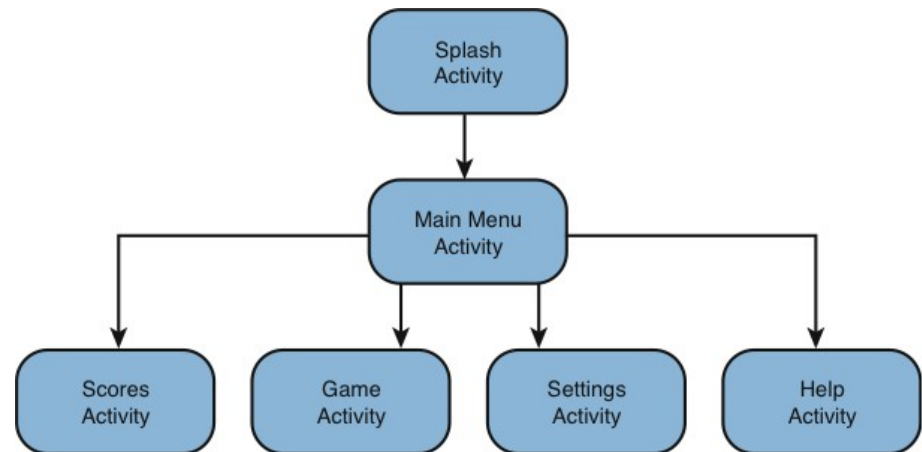 Splash
Activity
Main Menu
Activity
Scores
Activity
Game
Activity
Settings
Activity
Help
Activity